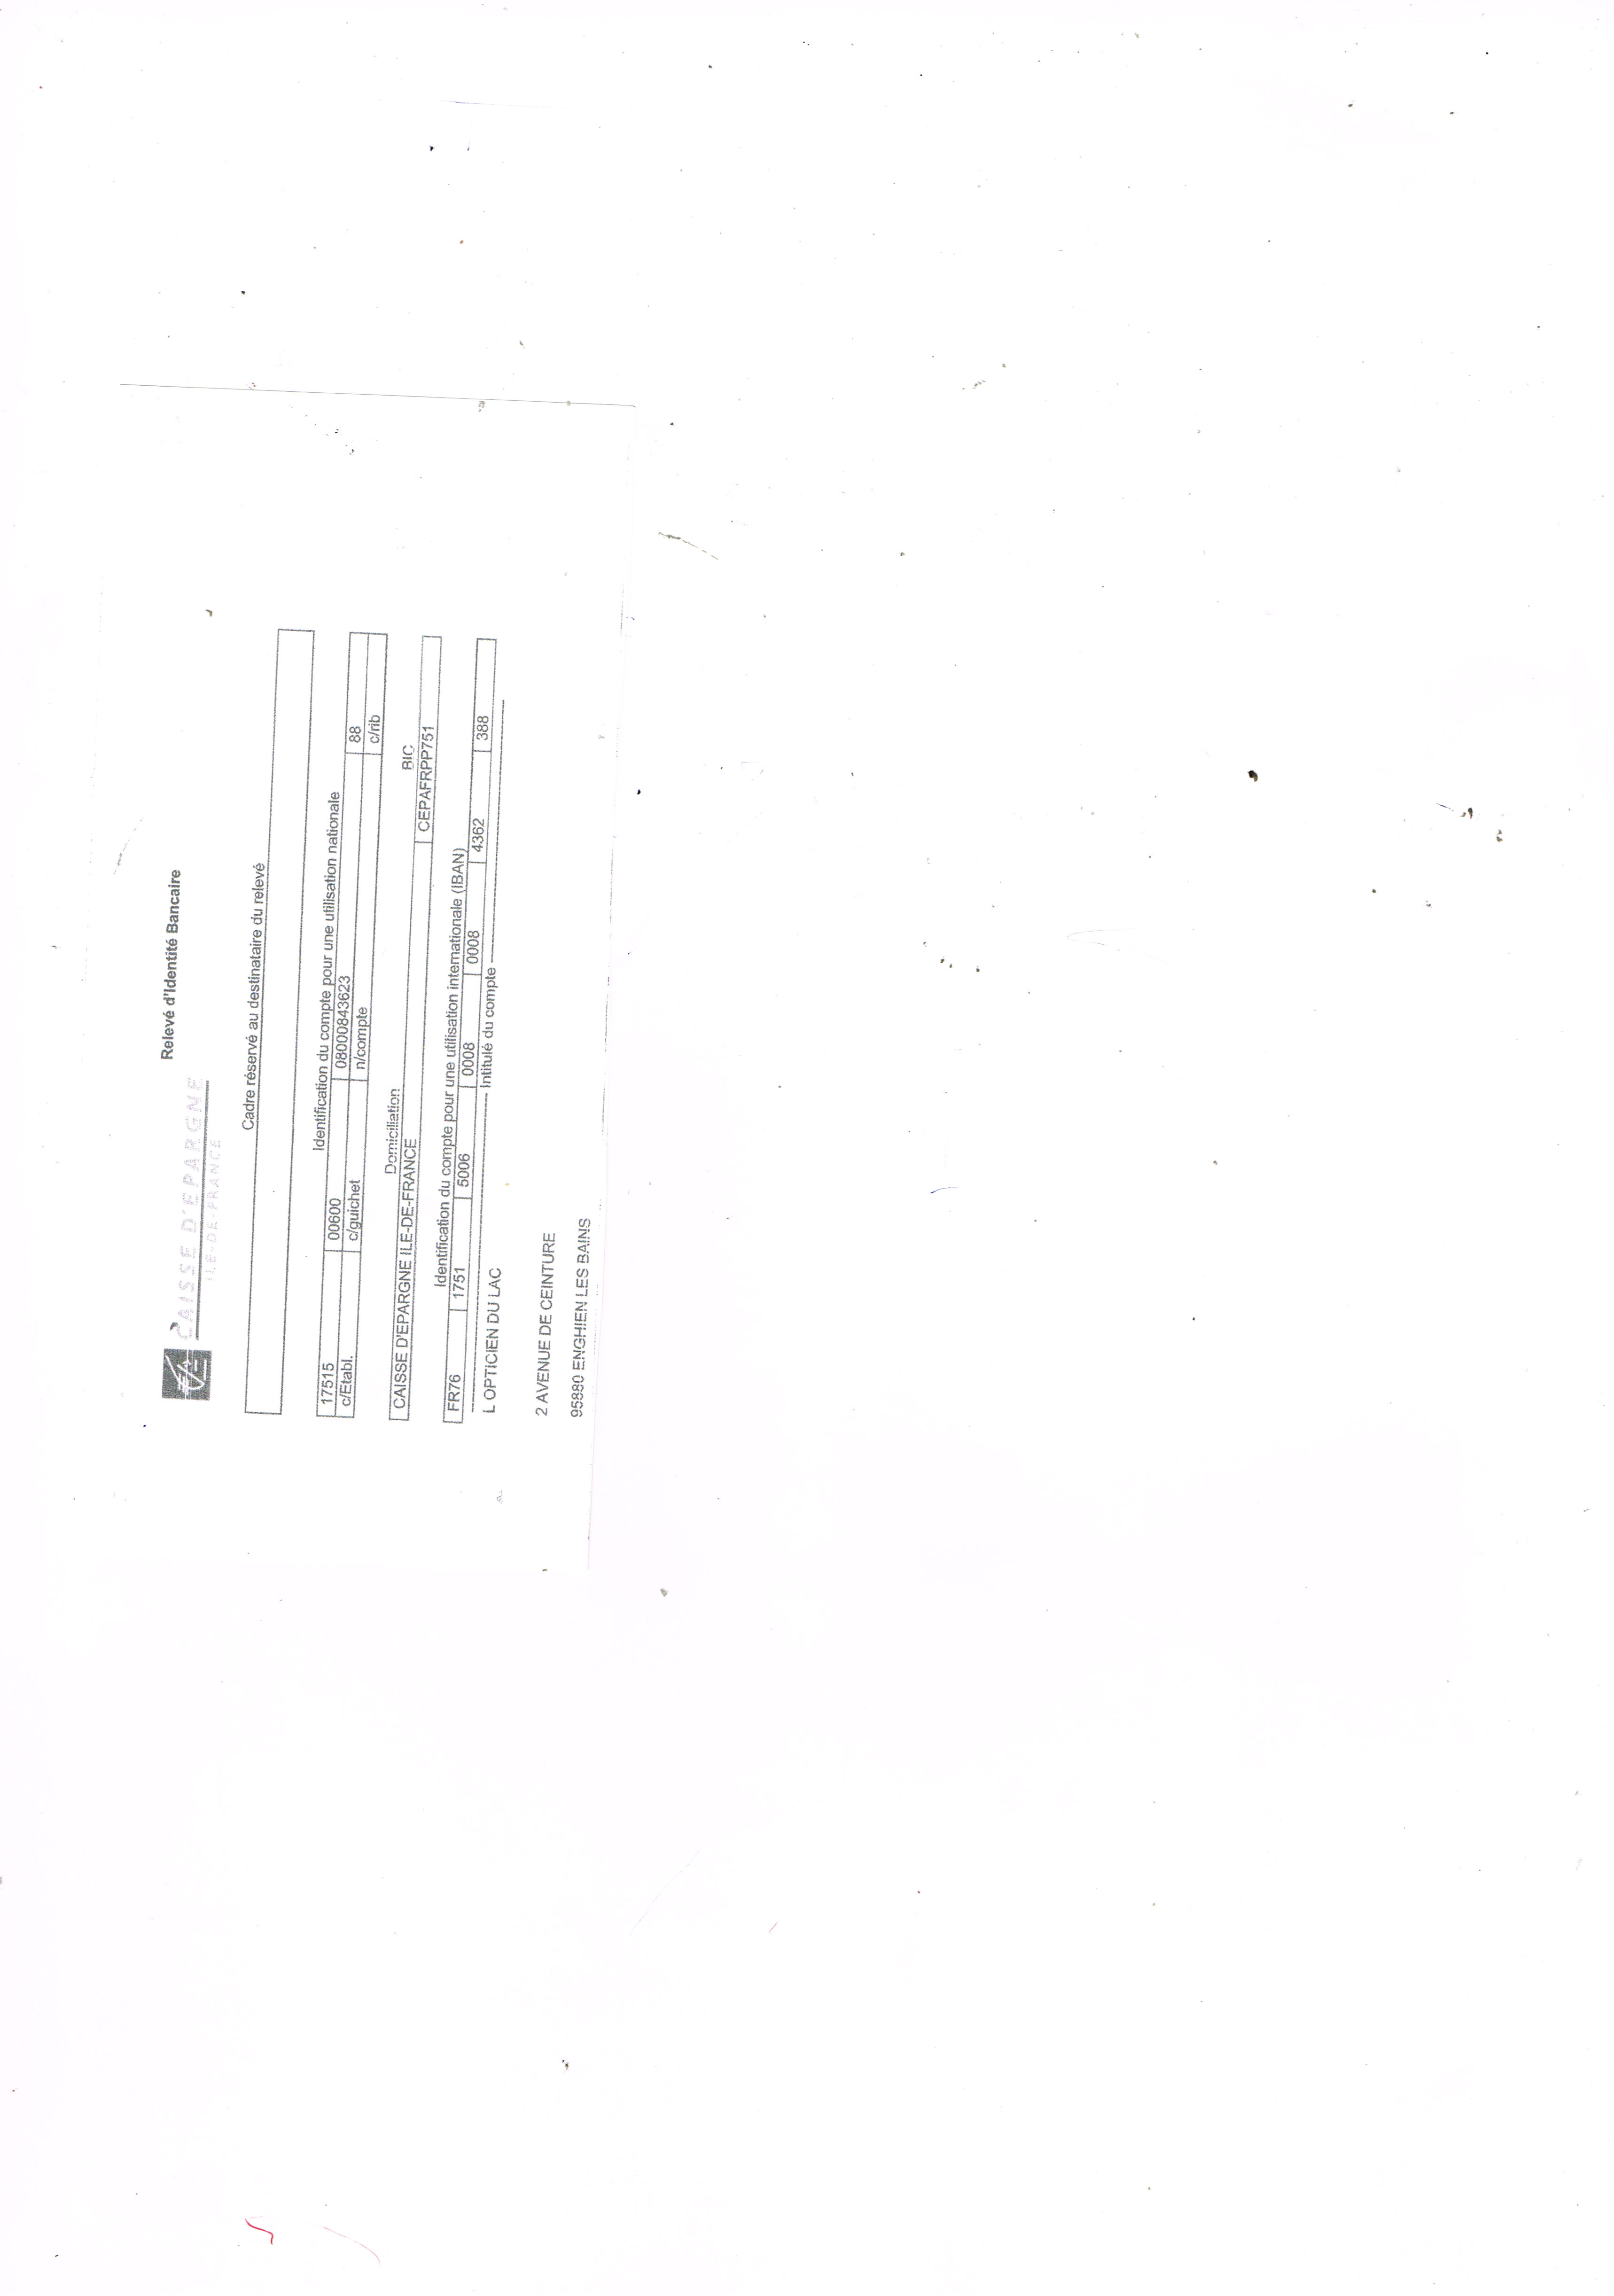 Relevé d'Identité Bancaire
CAISSE D'EPARGNE
ILE-DE-FRANCE
Cadre réservé au destinataire du relevé
Identification du compte pour une utilisation nationale
17515 00600 08000843623 88
c/Etabl. c/guichet n/compte c/rib
Domiciliation BIC
CAISSE D'EPARGNE ILE-DE-FRANCE CEPAFRPP751
Identification du compte pour une utilisation internationale (IBAN)
FR76 1751 5006 0008 0008 4362 388
Intitulé du compte
L OPTICIEN DU LAC
2 AVENUE DE CEINTURE
95880 ENGHIEN LES BAINS